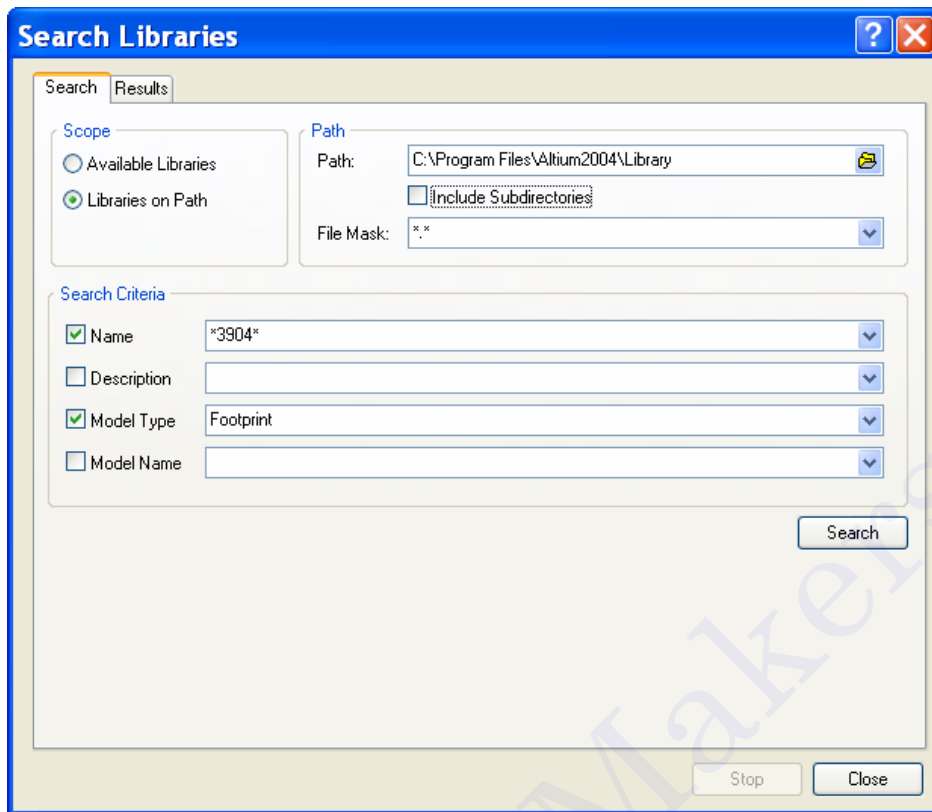 Search Libraries
Search Results
Scope
Available Libraries
Libraries on Path
Path
Path: C:\Program Files\Altium2004\Library
Include Subdirectories
File Mask: *.*
Search Criteria
Name *3904*
Description
Model Type Footprint
Model Name
Search
Makers
Stop Close